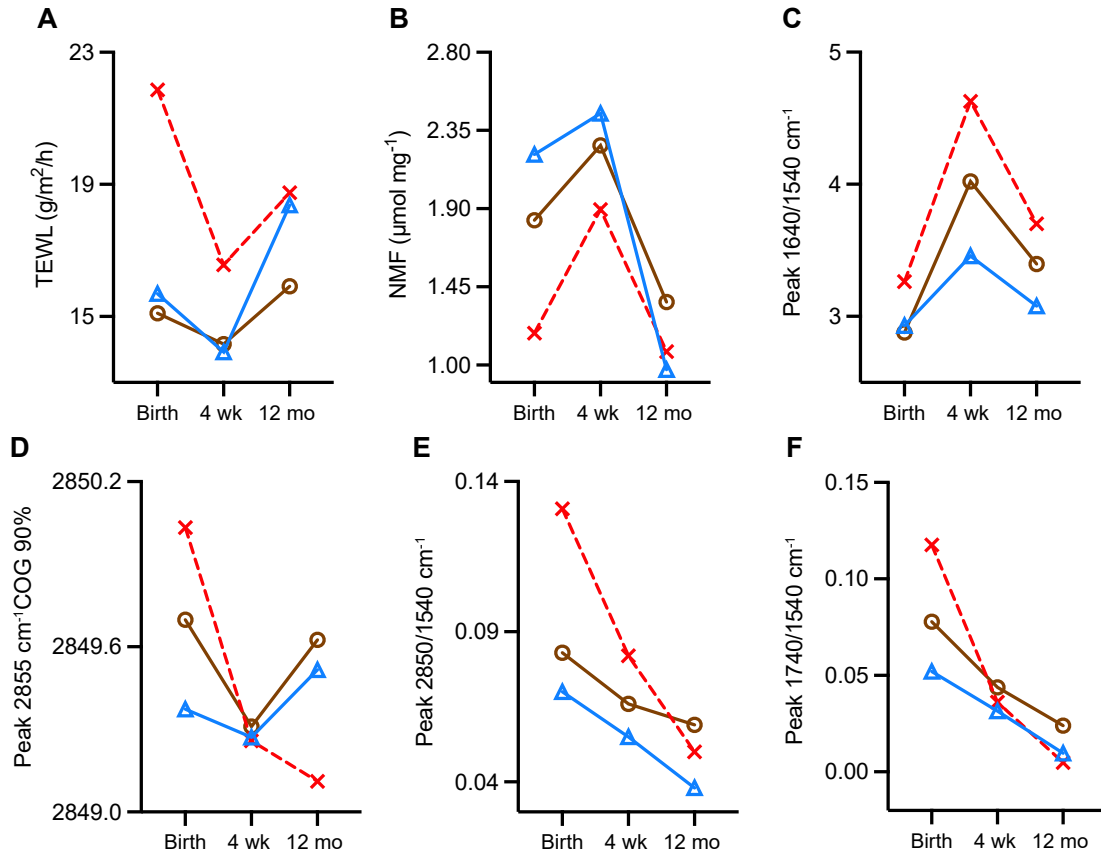 A
TEWL (g/m²/h)
23
19
15
Birth 4 wk 12 mo
B
NMF (µmol mg⁻¹)
2.80
2.35
1.90
1.45
1.00
Birth 4 wk 12 mo
C
Peak 1640/1540 cm⁻¹
5
4
3
Birth 4 wk 12 mo
D
Peak 2855 cm⁻¹COG 90%
2850.2
2849.6
2849.0
Birth 4 wk 12 mo
E
Peak 2850/1540 cm⁻¹
0.14
0.09
0.04
Birth 4 wk 12 mo
F
Peak 1740/1540 cm⁻¹
0.15
0.10
0.05
0.00
Birth 4 wk 12 mo